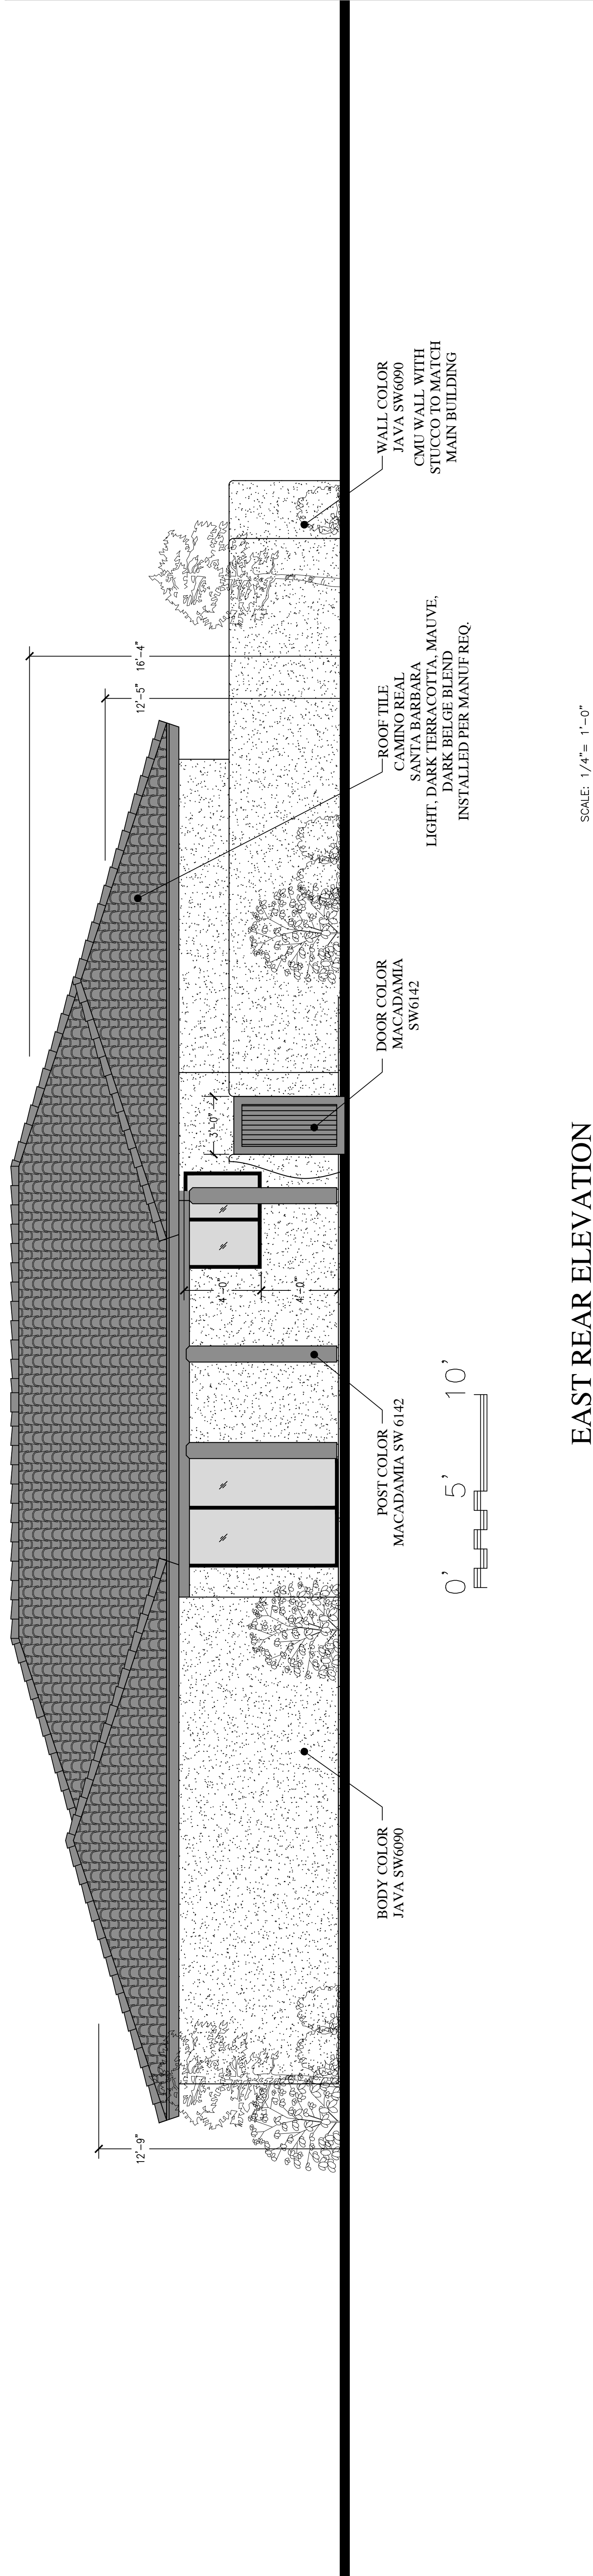 16'-4"
12'-5"
12'-9"
3'-0"
4'-0"
4'-0"
BODY COLOR
JAVA SW6090
POST COLOR
MACADAMIA SW 6142
DOOR COLOR
MACADAMIA
SW6142
ROOF TILE
CAMINO REAL
SANTA BARBARA
LIGHT, DARK TERRACOTTA, MAUVE,
DARK BELGE BLEND
INSTALLED PER MANUF REQ.
WALL COLOR
JAVA SW6090
CMU WALL WITH
STUCCO TO MATCH
MAIN BUILDING
0' 5' 10'
EAST REAR ELEVATION
SCALE: 1/4"= 1'-0"